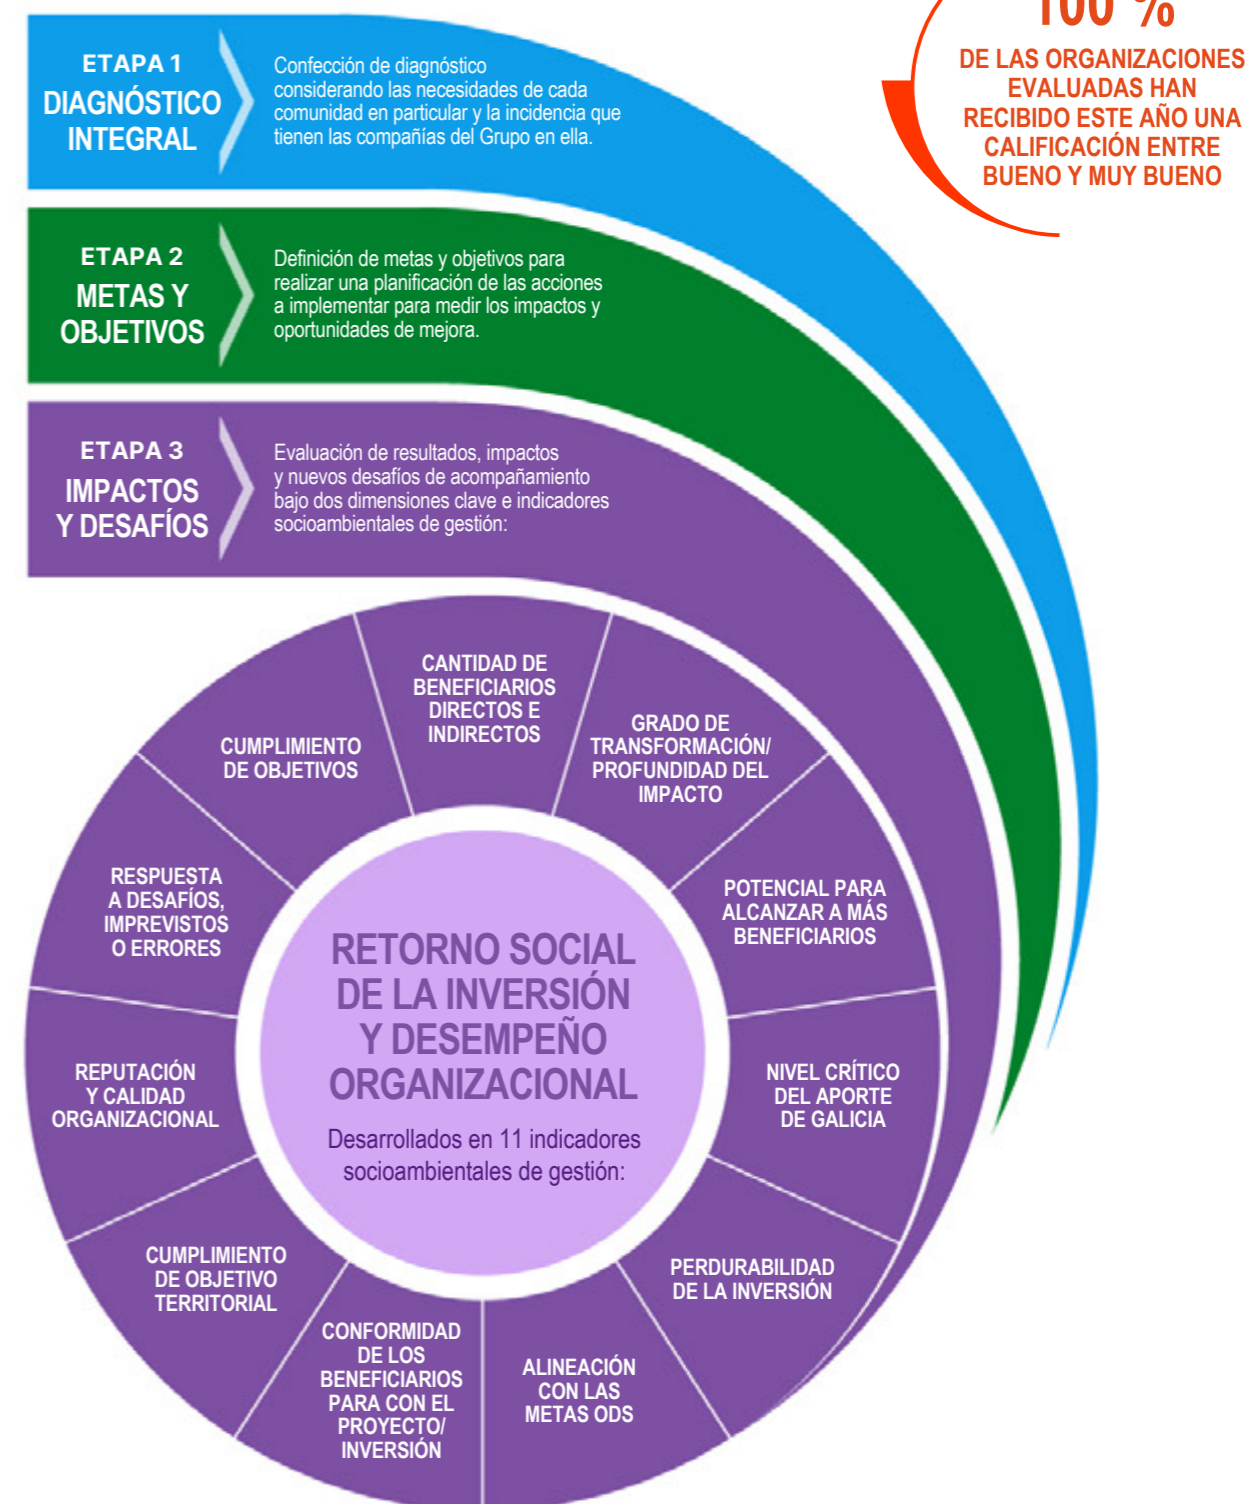 100 %
DE LAS ORGANIZACIONES
EVALUADAS HAN
RECIBIDO ESTE AÑO UNA
CALIFICACIÓN ENTRE
BUENO Y MUY BUENO
ETAPA 1
DIAGNÓSTICO
INTEGRAL
Confección de diagnóstico
considerando las necesidades de cada
comunidad en particular y la incidencia que
tienen las compañías del Grupo en ella.
ETAPA 2
METAS Y
OBJETIVOS
Definición de metas y objetivos para
realizar una planificación de las acciones
a implementar para medir los impactos y
oportunidades de mejora.
ETAPA 3
IMPACTOS
Y DESAFÍOS
Evaluación de resultados, impactos
y nuevos desafíos de acompañamiento
bajo dos dimensiones clave e indicadores
socioambientales de gestión:
CANTIDAD DE
BENEFICIARIOS
DIRECTOS E
INDIRECTOS
GRADO DE
TRANSFORMACIÓN/
PROFUNDIDAD DEL
IMPACTO
POTENCIAL PARA
ALCANZAR A MÁS
BENEFICIARIOS
NIVEL CRÍTICO
DEL APORTE
DE GALICIA
PERDURABILIDAD
DE LA INVERSIÓN
ALINEACIÓN
CON LAS
METAS ODS
CONFORMIDAD
DE LOS
BENEFICIARIOS
PARA CON EL
PROYECTO/
INVERSIÓN
CUMPLIMIENTO
DE OBJETIVO
TERRITORIAL
REPUTACIÓN
Y CALIDAD
ORGANIZACIONAL
RESPUESTA
A DESAFÍOS,
IMPREVISTOS
O ERRORES
CUMPLIMIENTO
DE OBJETIVOS
RETORNO SOCIAL
DE LA INVERSIÓN
Y DESEMPEÑO
ORGANIZACIONAL
Desarrollados en 11 indicadores
socioambientales de gestión: